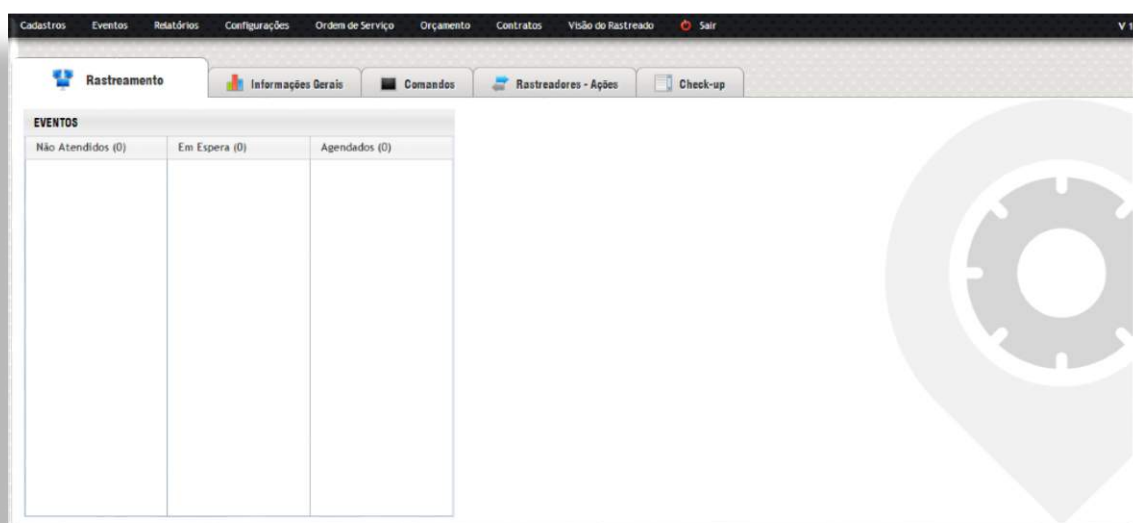 Cadastros Eventos Relatórios Configurações Ordem de Serviço Orçamento Contratos Visão do Rastreado Sair V 1
Rastreamento Informações Gerais Comandos Rastreadores - Ações Check-up
EVENTOS
Não Atendidos (0) Em Espera (0) Agendados (0)